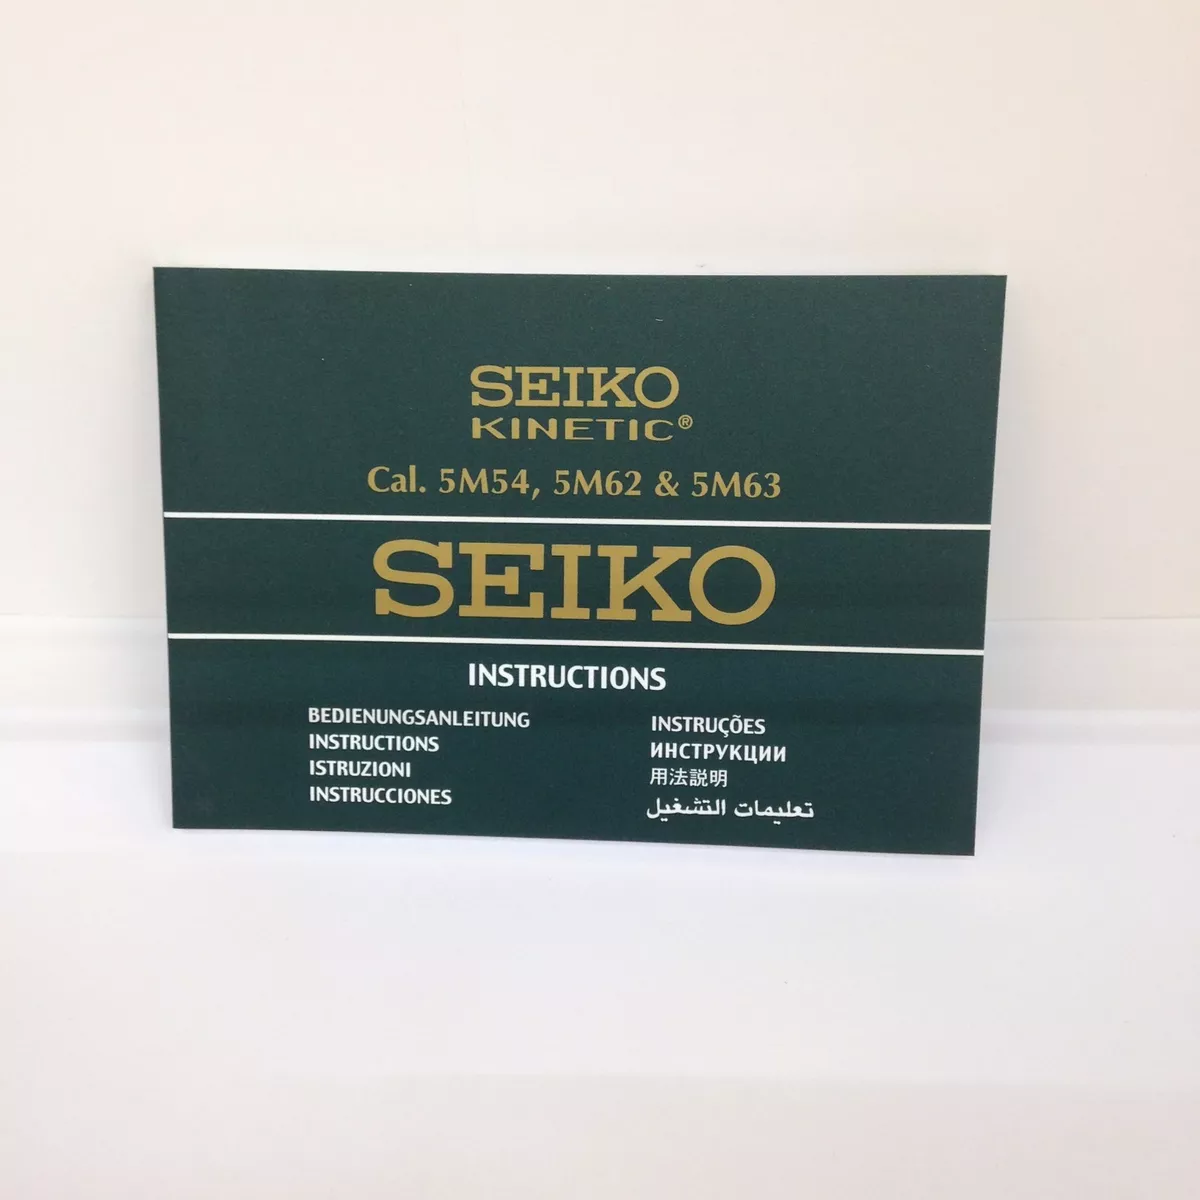 SEIKO
KINETIC®
Cal. 5M54, 5M62 & 5M63
SEIKO
INSTRUCTIONS
BEDIENUNGSANLEITUNG
INSTRUCTIONS
ISTRUZIONI
INSTRUCCIONES
INSTRUÇÕES
ИНСТРУКЦИИ
用法説明
تعليمات التشغيل